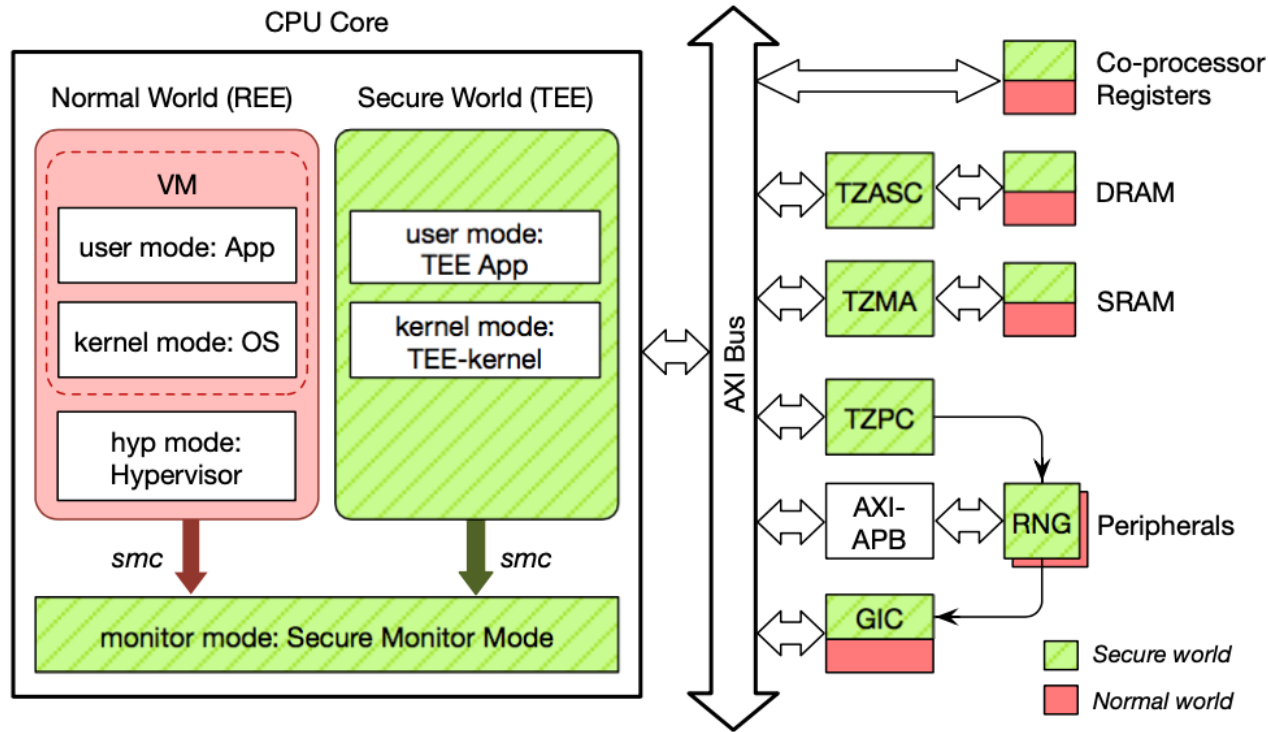 CPU Core
Normal World (REE)
Secure World (TEE)
VM
user mode: App
kernel mode: OS
hyp mode:
Hypervisor
user mode:
TEE App
kernel mode:
TEE-kernel
smc
smc
monitor mode: Secure Monitor Mode
AXI Bus
Co-processor
Registers
TZASC
DRAM
TZMA
SRAM
TZPC
AXI-
APB
RNG
Peripherals
GIC
Secure world
Normal world